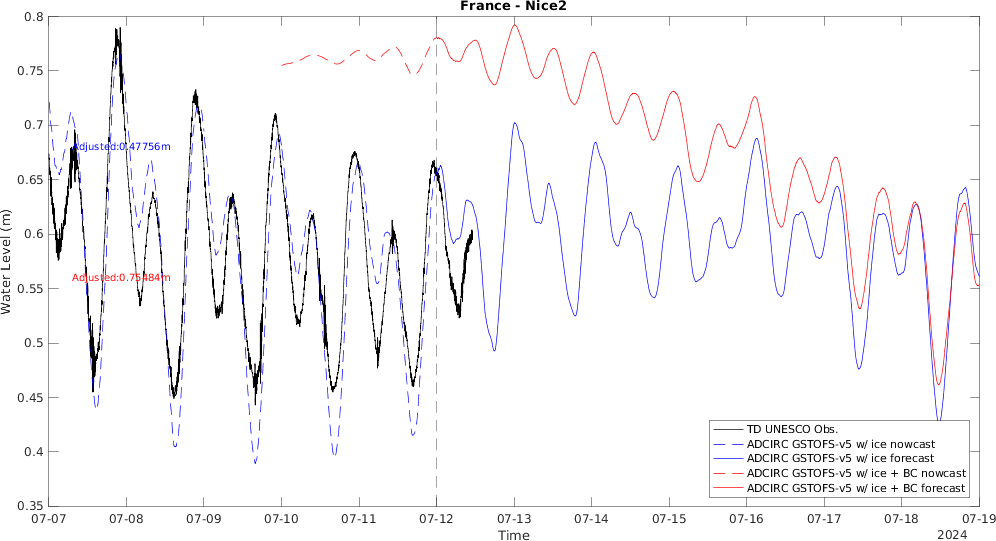 France - Nice2
Water Level (m)
0.8
0.75
0.7
0.65
0.6
0.55
0.5
0.45
0.4
0.35
Adjusted:0.47756m
Adjusted:0.75484m
TD UNESCO Obs.
ADCIRC GSTOFS-v5 w/ ice nowcast
ADCIRC GSTOFS-v5 w/ ice forecast
ADCIRC GSTOFS-v5 w/ ice + BC nowcast
ADCIRC GSTOFS-v5 w/ ice + BC forecast
07-07 07-08 07-09 07-10 07-11 07-12 07-13 07-14 07-15 07-16 07-17 07-18 07-19
Time
2024